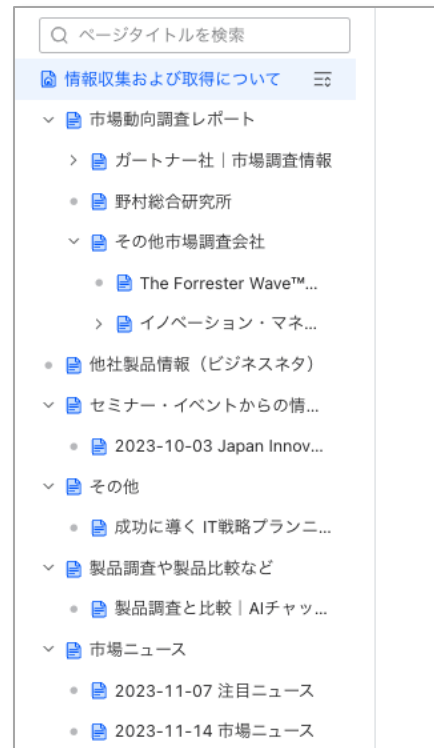 ページタイトルを検索
情報収集および取得について
市場動向調査レポート
ガートナー社｜市場調査情報
野村総合研究所
その他市場調査会社
The Forrester Wave™...
イノベーション・マネ...
他社製品情報（ビジネスネタ）
セミナー・イベントからの情...
2023-10-03 Japan Innov...
その他
成功に導く IT戦略プランニ...
製品調査や製品比較など
製品調査と比較｜AIチャッ...
市場ニュース
2023-11-07 注目ニュース
2023-11-14 市場ニュース